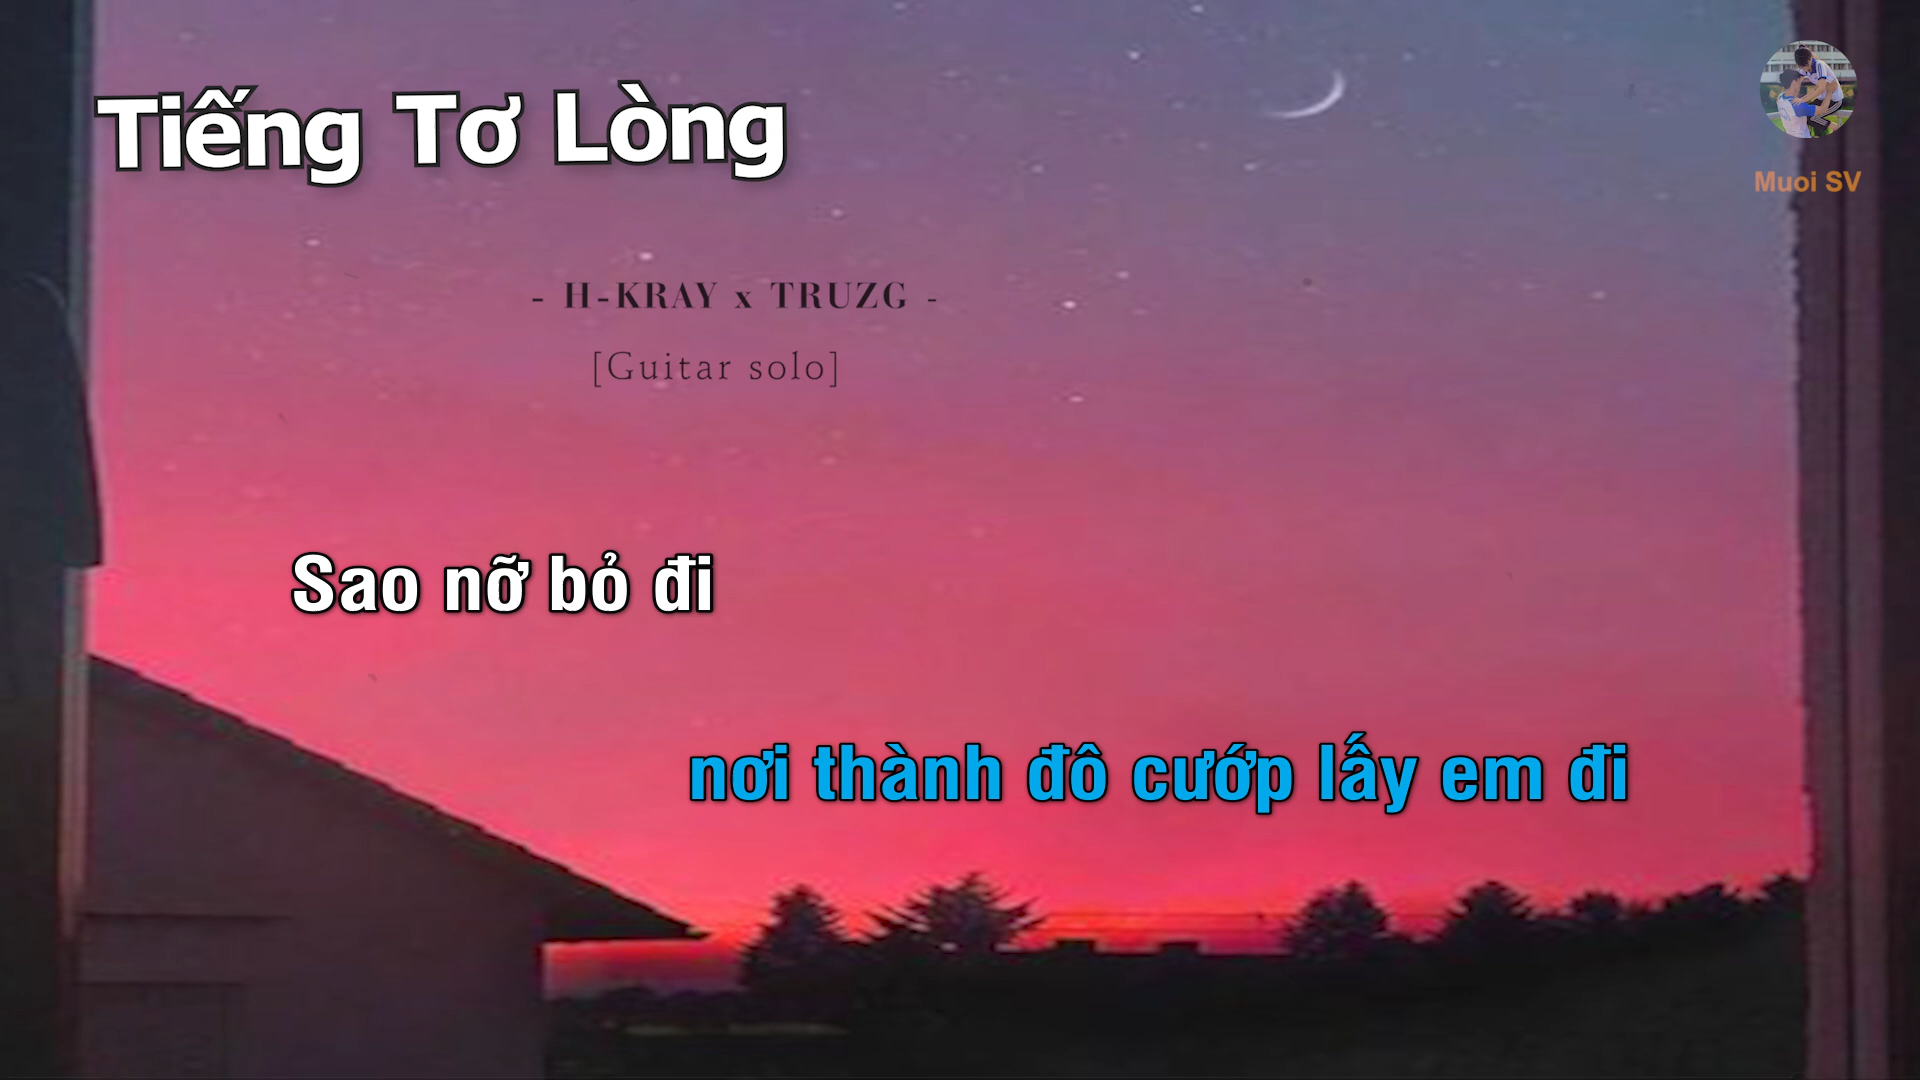 Tiếng Tơ Lòng
Muoi SV
- H-KRAY x TRUZG -
[Guitar solo]
Sao nỡ bỏ đi
nơi thành đô cướp lấy em đi